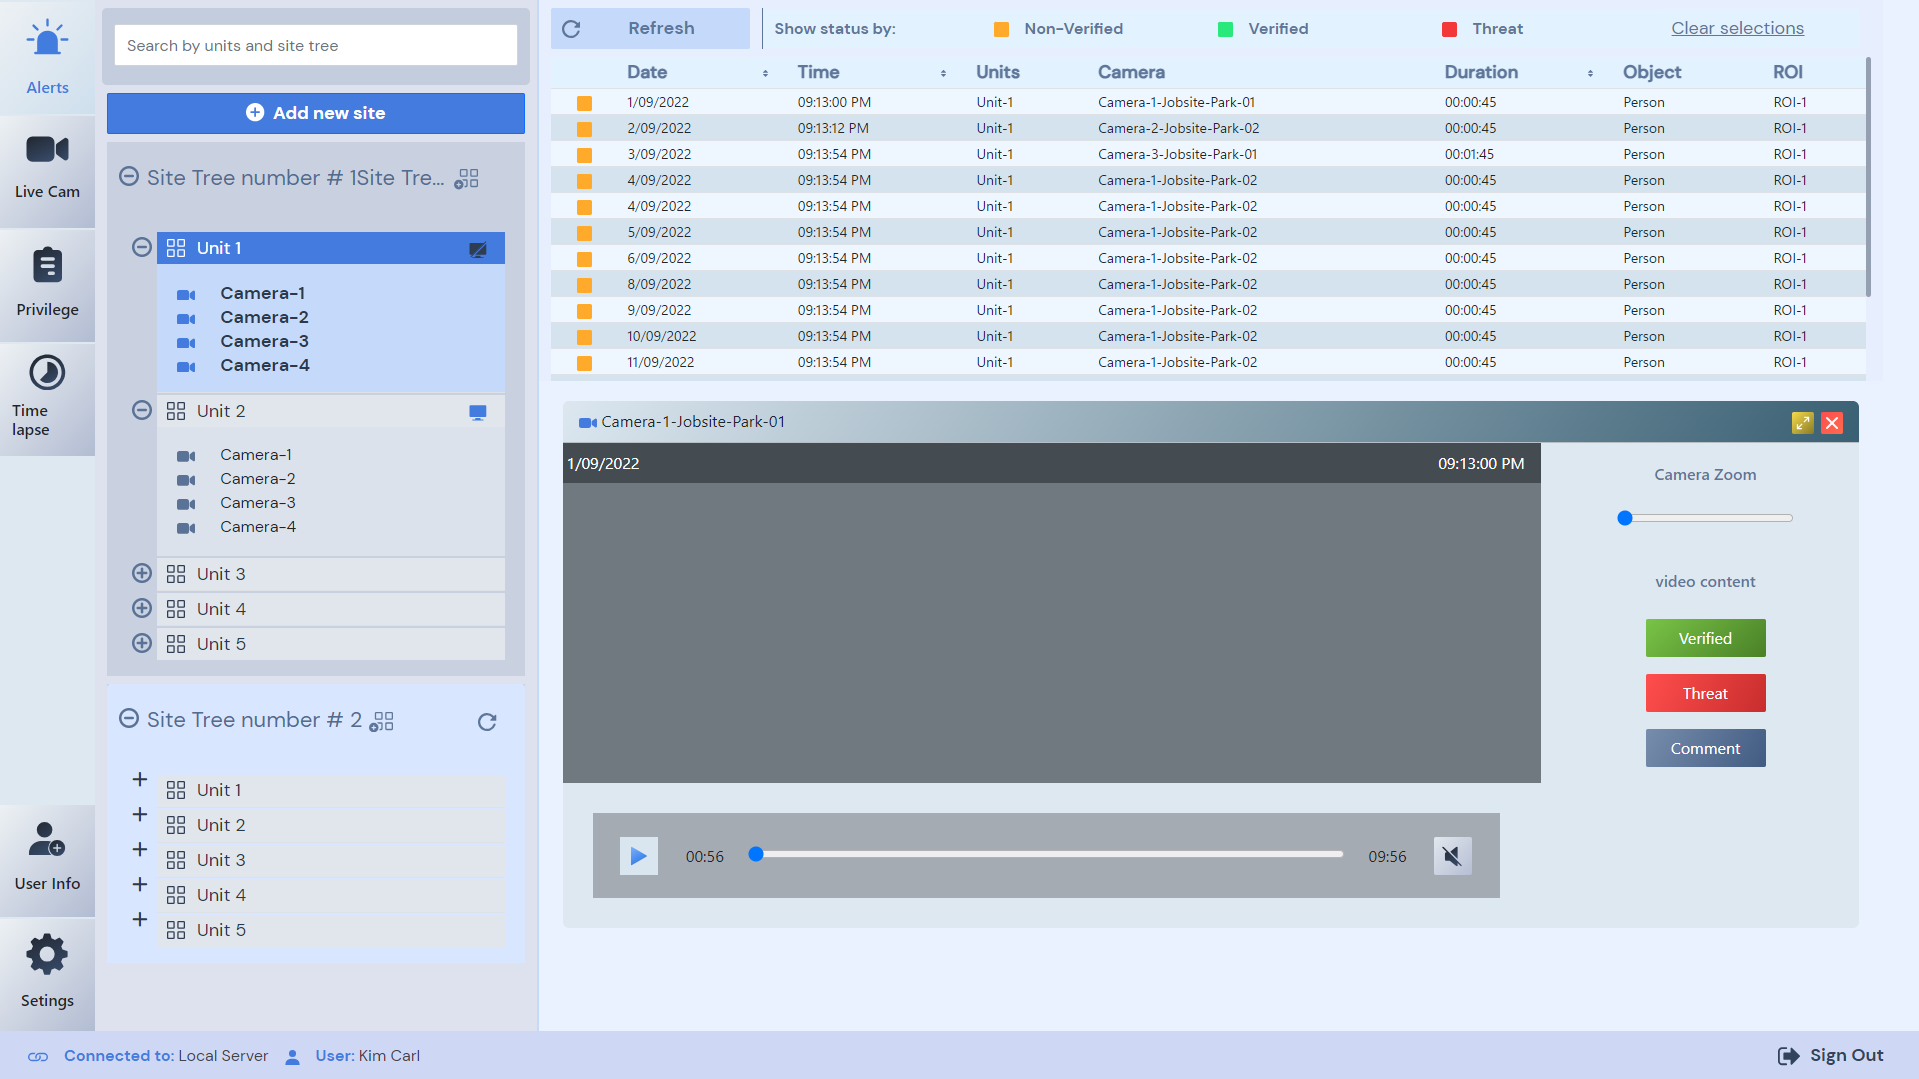 Alerts
Live Cam
Privilege
Time
lapse
User Info
Setings
Search by units and site tree
Add new site
Site Tree number # 1Site Tre...
Unit 1
Camera-1
Camera-2
Camera-3
Camera-4
Unit 2
Camera-1
Camera-2
Camera-3
Camera-4
Unit 3
Unit 4
Unit 5
Site Tree number # 2
Unit 1
Unit 2
Unit 3
Unit 4
Unit 5
Refresh Show status by: Non-Verified Verified Threat Clear selections
Date Time Units Camera Duration Object ROI
1/09/2022 09:13:00 PM Unit-1 Camera-1-Jobsite-Park-01 00:00:45 Person ROI-1
2/09/2022 09:13:12 PM Unit-1 Camera-2-Jobsite-Park-02 00:00:45 Person ROI-1
3/09/2022 09:13:54 PM Unit-1 Camera-3-Jobsite-Park-01 00:01:45 Person ROI-1
4/09/2022 09:13:54 PM Unit-1 Camera-1-Jobsite-Park-02 00:00:45 Person ROI-1
4/09/2022 09:13:54 PM Unit-1 Camera-1-Jobsite-Park-02 00:00:45 Person ROI-1
5/09/2022 09:13:54 PM Unit-1 Camera-1-Jobsite-Park-02 00:00:45 Person ROI-1
6/09/2022 09:13:54 PM Unit-1 Camera-1-Jobsite-Park-02 00:00:45 Person ROI-1
8/09/2022 09:13:54 PM Unit-1 Camera-1-Jobsite-Park-02 00:00:45 Person ROI-1
9/09/2022 09:13:54 PM Unit-1 Camera-1-Jobsite-Park-02 00:00:45 Person ROI-1
10/09/2022 09:13:54 PM Unit-1 Camera-1-Jobsite-Park-02 00:00:45 Person ROI-1
11/09/2022 09:13:54 PM Unit-1 Camera-1-Jobsite-Park-02 00:00:45 Person ROI-1
Camera-1-Jobsite-Park-01
1/09/2022 09:13:00 PM
Camera Zoom
video content
Verified
Threat
Comment
00:56 09:56
Connected to: Local Server User: Kim Carl Sign Out